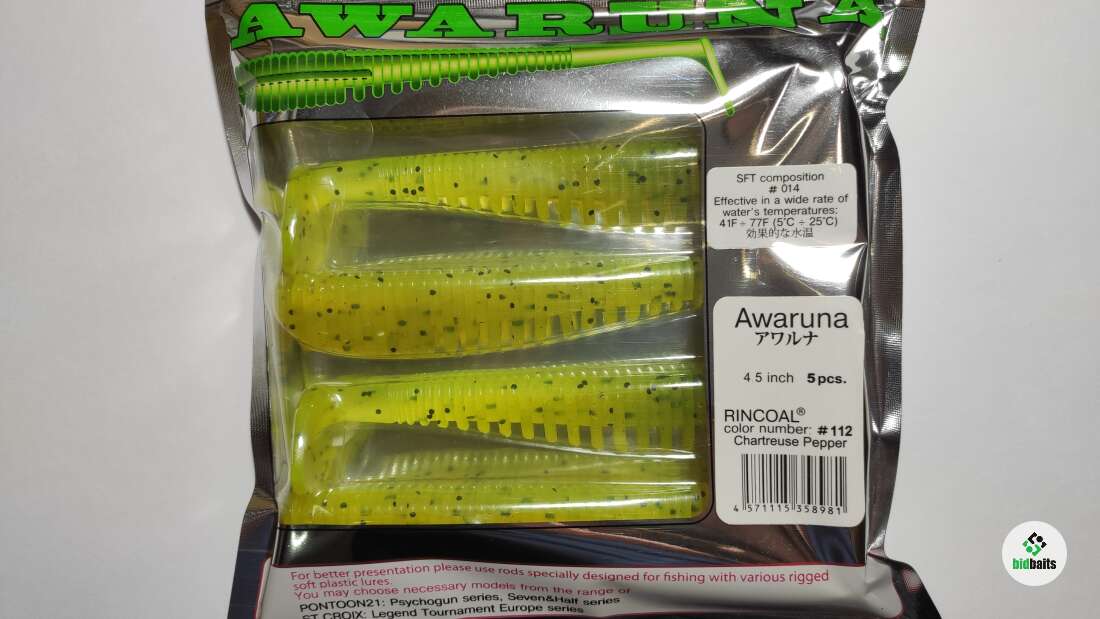 AWARUNA
SFT composition
# 014
Effective in a wide rate of
water's temperatures:
41F ÷ 77F (5˚C ÷ 25˚C)
効果的な水温
Awaruna
アワルナ
4 5 inch 5 pcs.
RINCOAL®
color number: #112
Chartreuse Pepper
4 571115 358981
For better presentation please use rods specially designed for fishing with various rigged
soft plastic lures.
You may choose necessary models from the range of
PONTOON21: Psychogun series, Seven&Half series
ST.CROIX: Legend Tournament Europe series
bidbaits